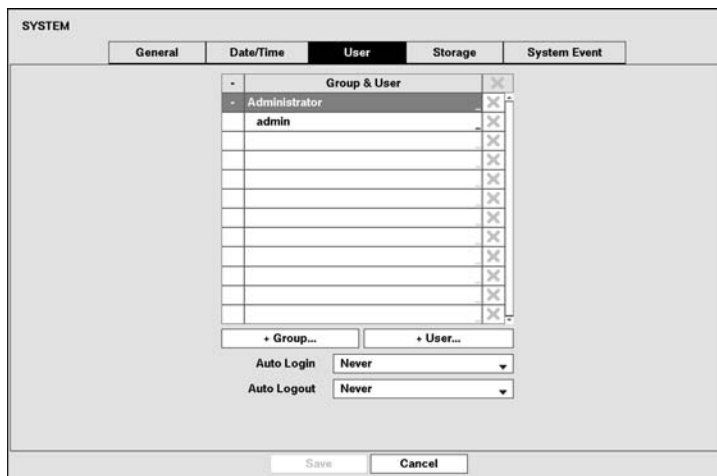 SYSTEM
General Date/Time User Storage System Event
- Group & User
- Administrator
admin
+ Group... + User...
Auto Login Never
Auto Logout Never
Save Cancel